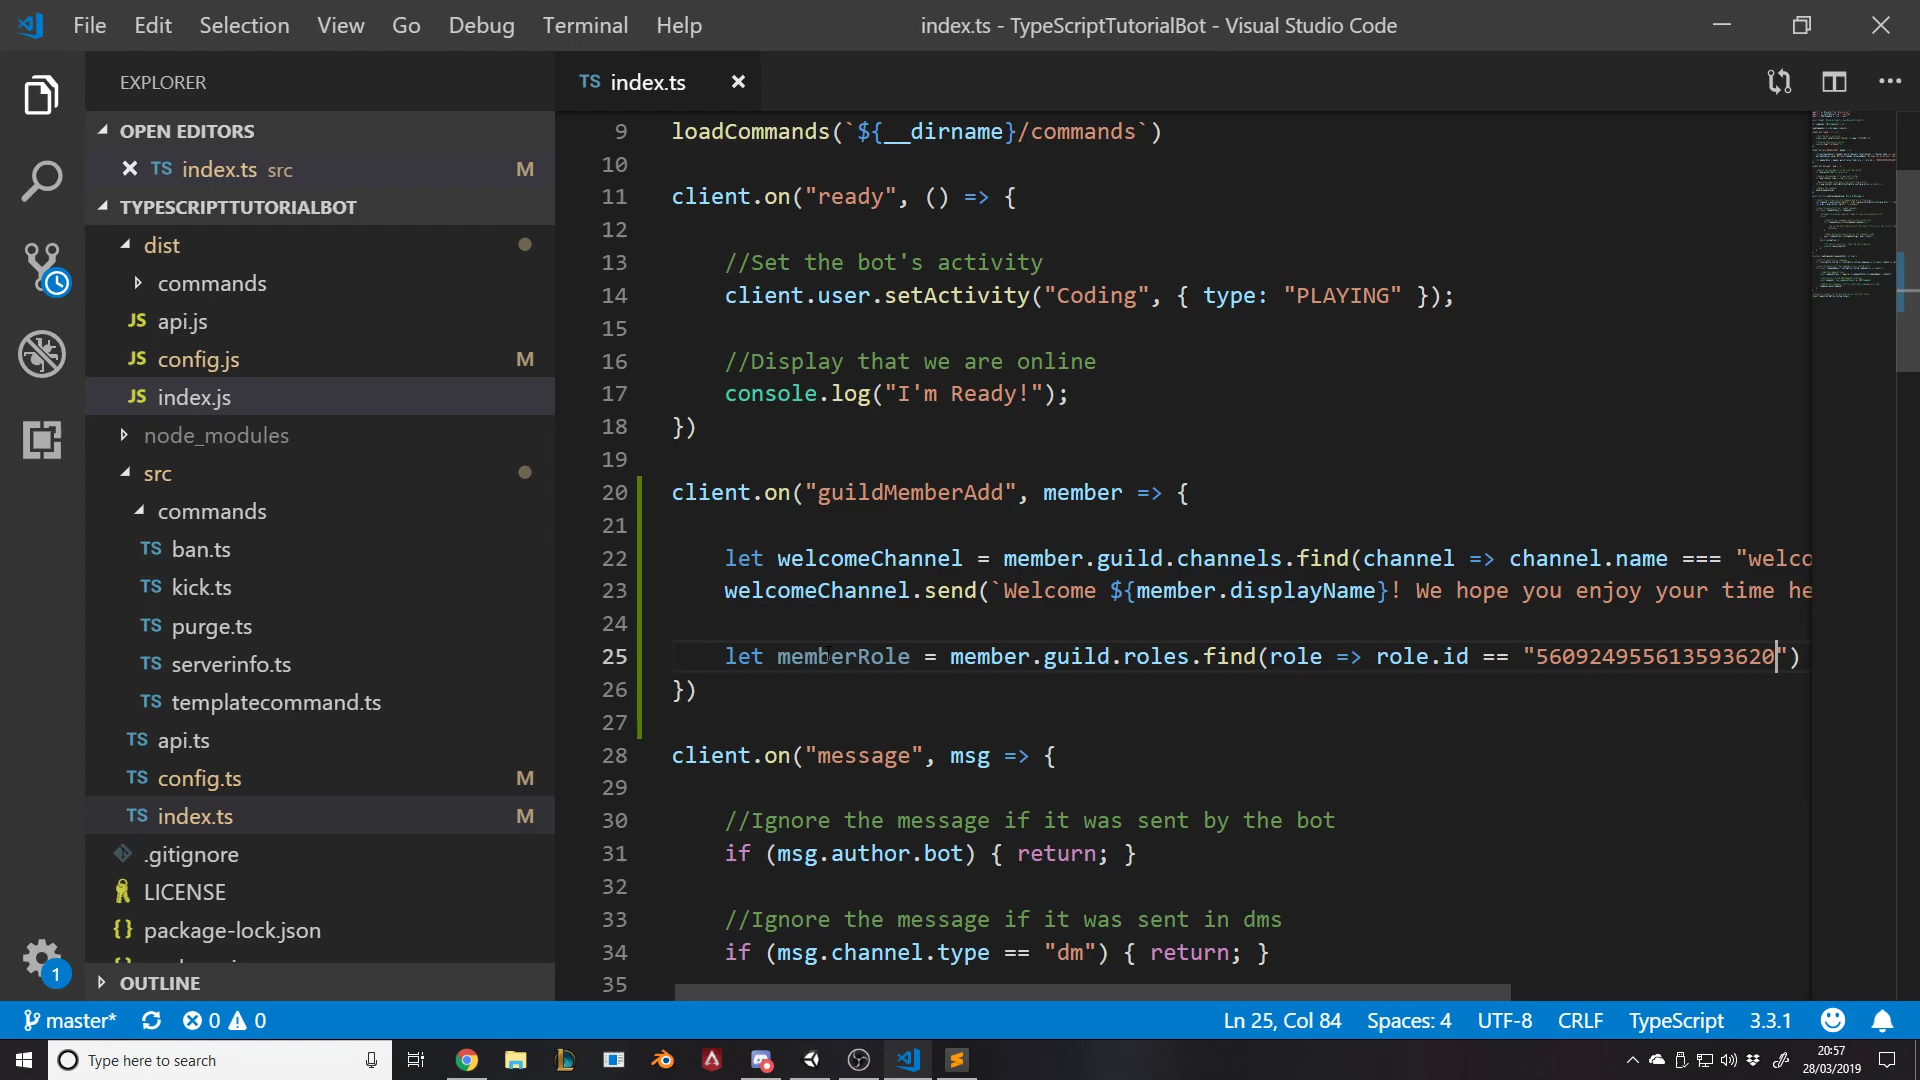 File Edit Selection View Go Debug Terminal Help
index.ts - TypeScriptTutorialBot - Visual Studio Code
EXPLORER
OPEN EDITORS
TS index.ts src M
TYPESCRIPTTUTORIALBOT
dist
commands
JS api.js
JS config.js M
JS index.js
node_modules
src
commands
TS ban.ts
TS kick.ts
TS purge.ts
TS serverinfo.ts
TS templatecommand.ts
TS api.ts
TS config.ts M
TS index.ts M
.gitignore
LICENSE
{} package-lock.json
OUTLINE
1
TS index.ts
9 loadCommands(`${__dirname}/commands`)
10
11 client.on("ready", () => {
12
13 //Set the bot's activity
14 client.user.setActivity("Coding", { type: "PLAYING" });
15
16 //Display that we are online
17 console.log("I'm Ready!");
18 })
19
20 client.on("guildMemberAdd", member => {
21
22 let welcomeChannel = member.guild.channels.find(channel => channel.name === "welco
23 welcomeChannel.send(`Welcome ${member.displayName}! We hope you enjoy your time he
24
25 let memberRole = member.guild.roles.find(role => role.id == "560924955613593620")
26 })
27
28 client.on("message", msg => {
29
30 //Ignore the message if it was sent by the bot
31 if (msg.author.bot) { return; }
32
33 //Ignore the message if it was sent in dms
34 if (msg.channel.type == "dm") { return; }
35
master* 0 0
Ln 25, Col 84 Spaces: 4 UTF-8 CRLF TypeScript 3.3.1
Type here to search
20:57
28/03/2019